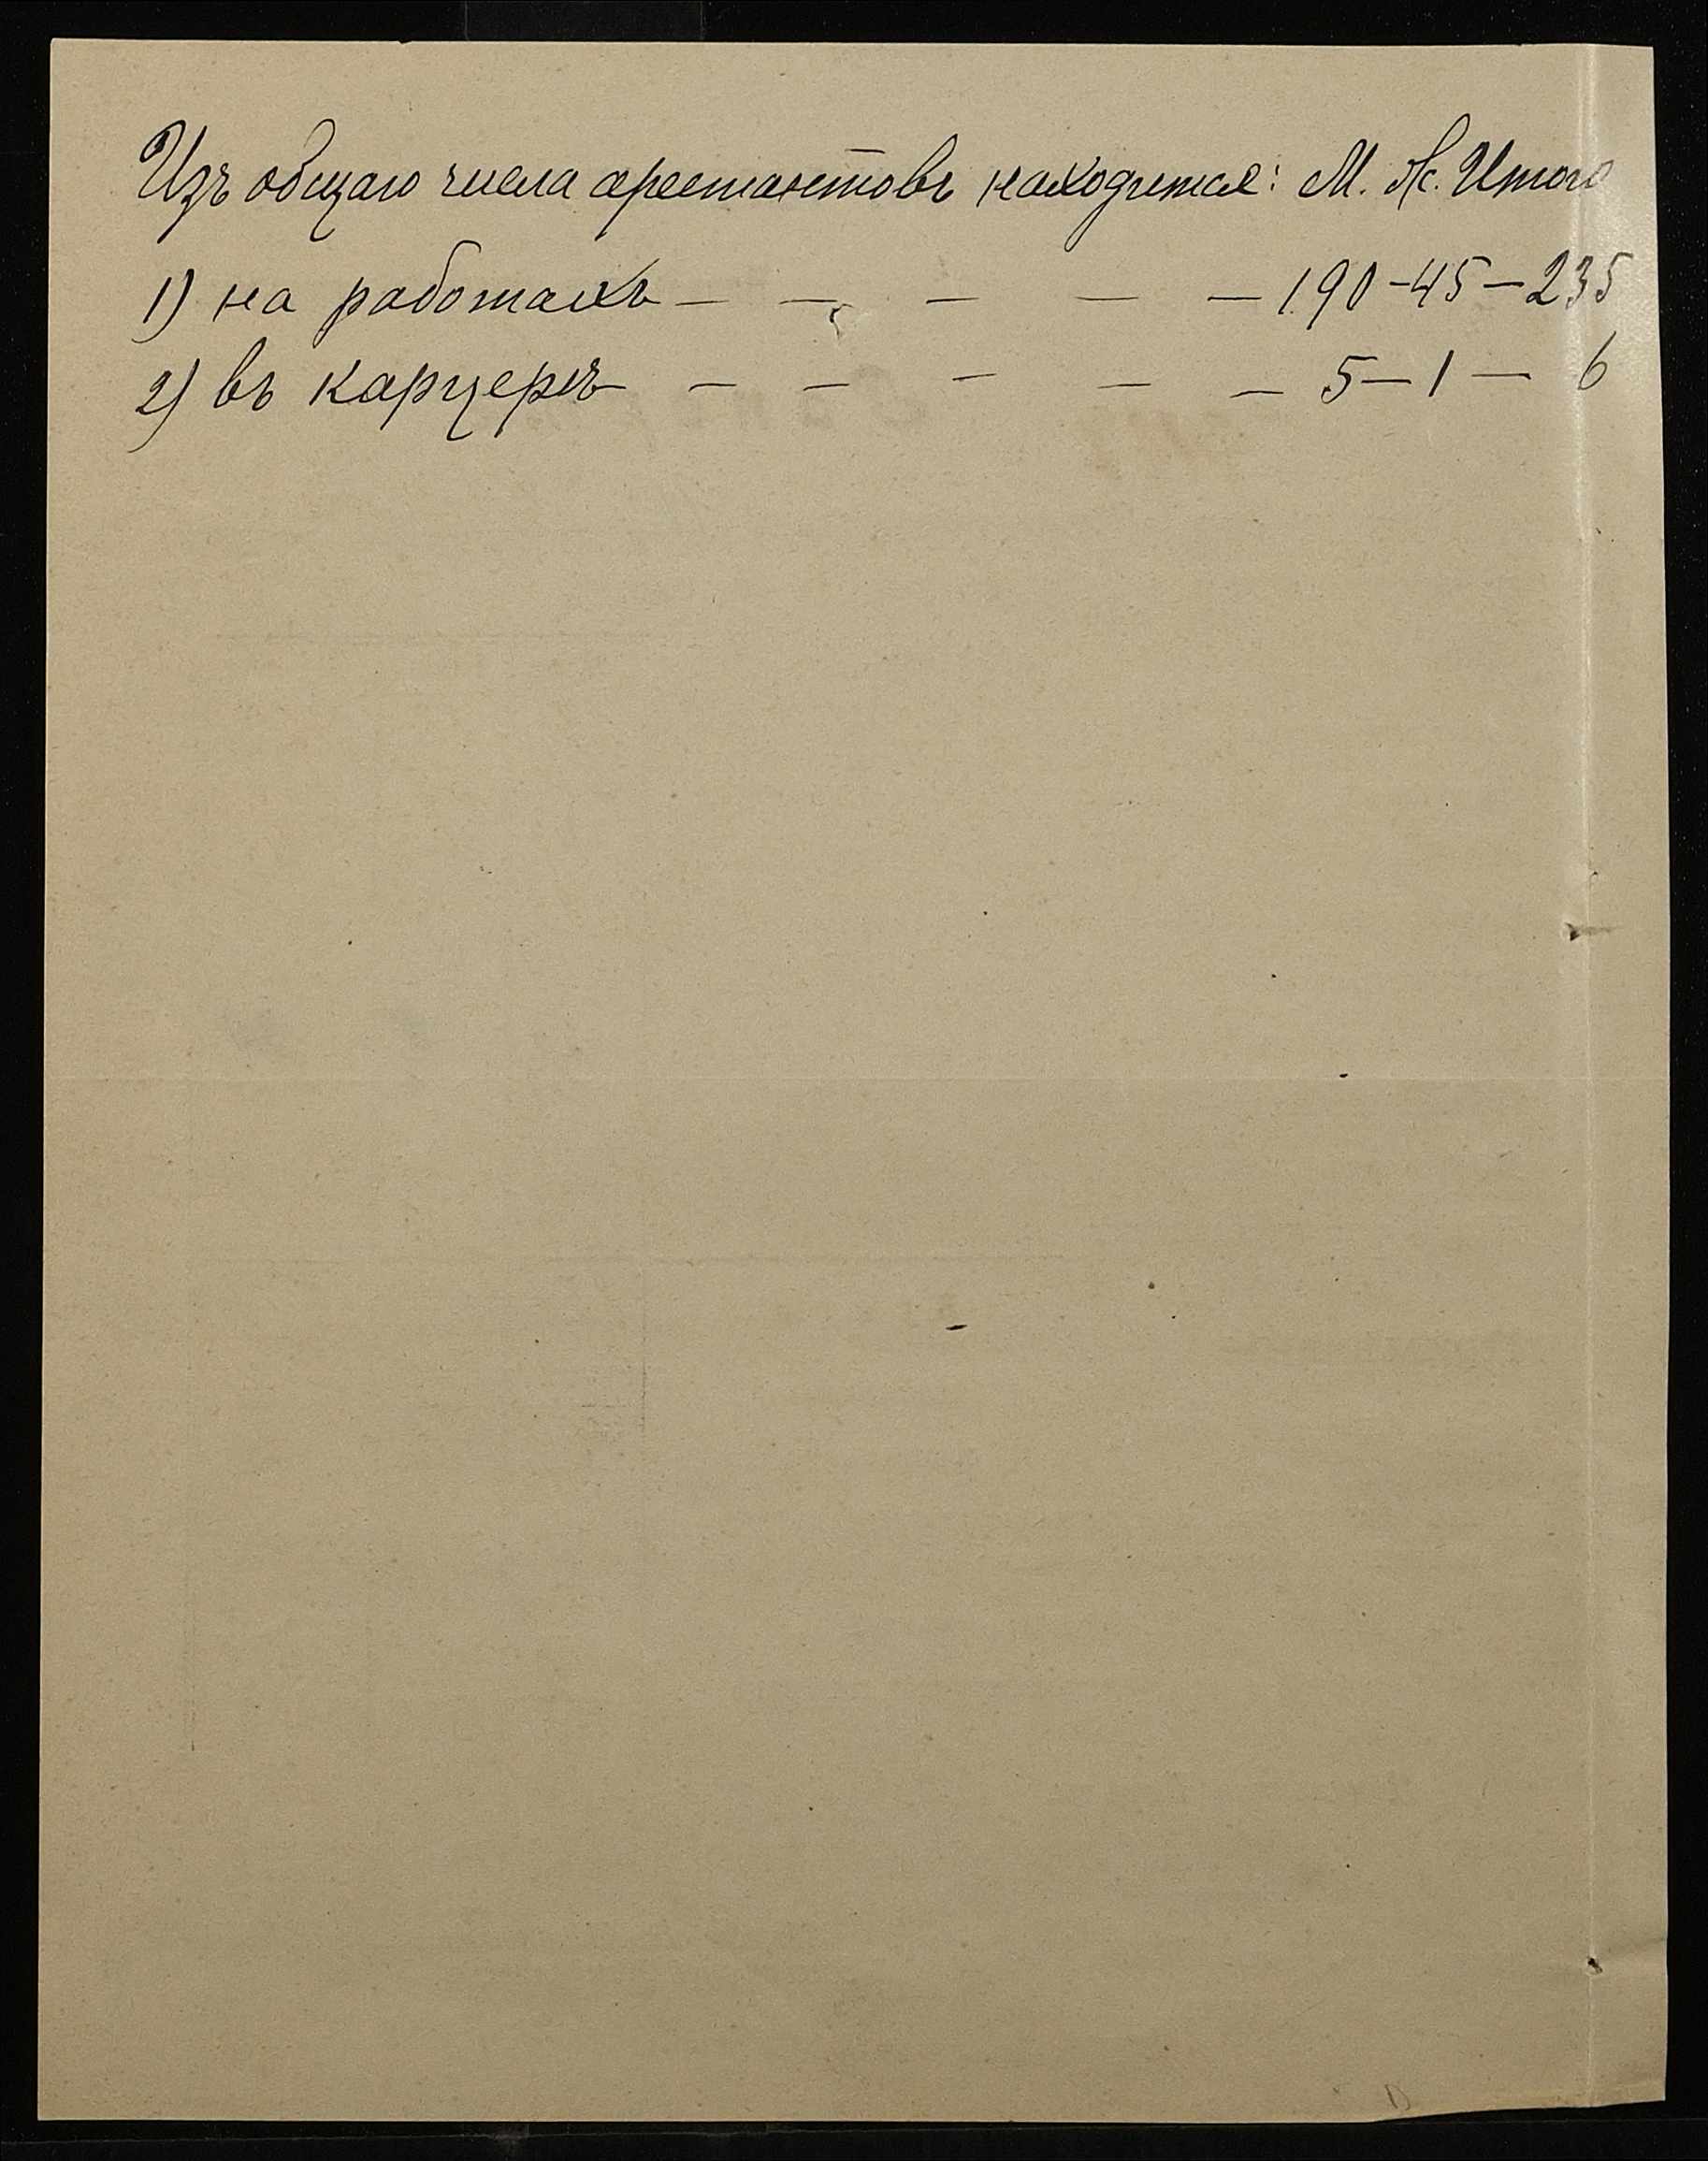 Изъ общаго числа арестантовъ находится: М. Ж. Итого
1) на работахъ — — — — — 190 - 45 — 235
2) въ карцерѣ — — — — — — 5 — 1 — 6